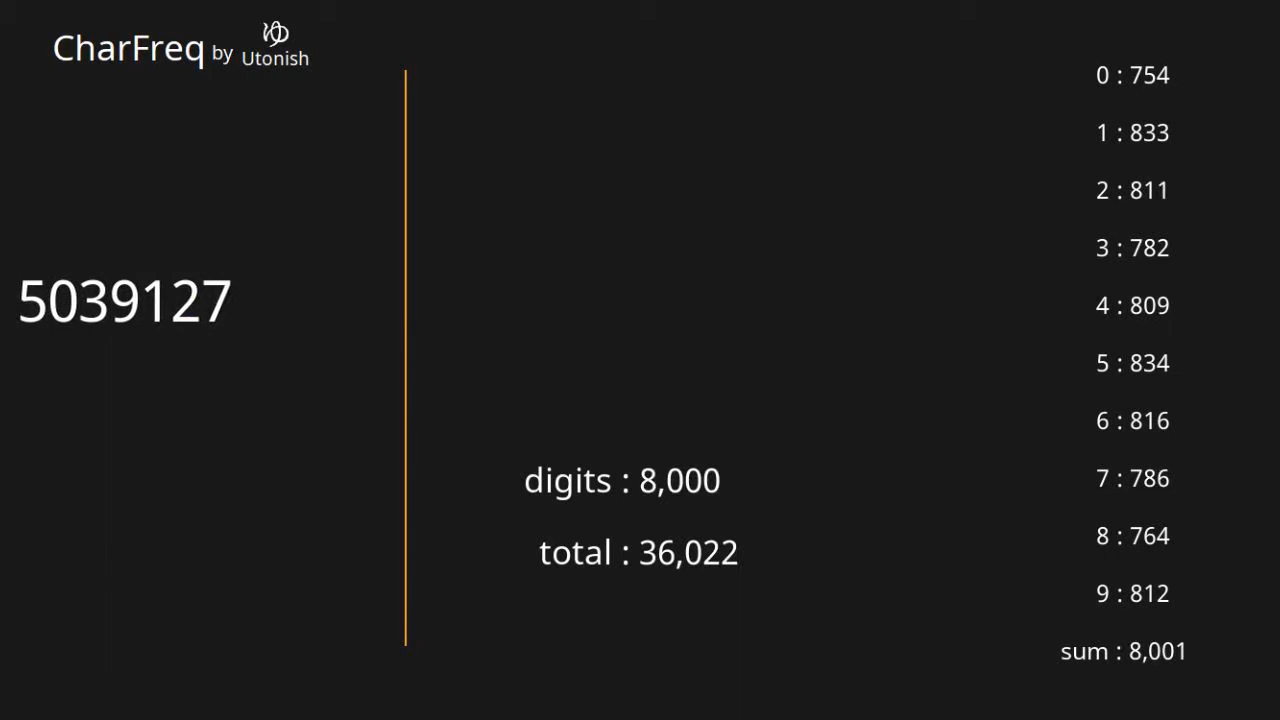 CharFreq by Utonish
5039127
digits : 8,000
total : 36,022
0 : 754
1 : 833
2 : 811
3 : 782
4 : 809
5 : 834
6 : 816
7 : 786
8 : 764
9 : 812
sum : 8,001